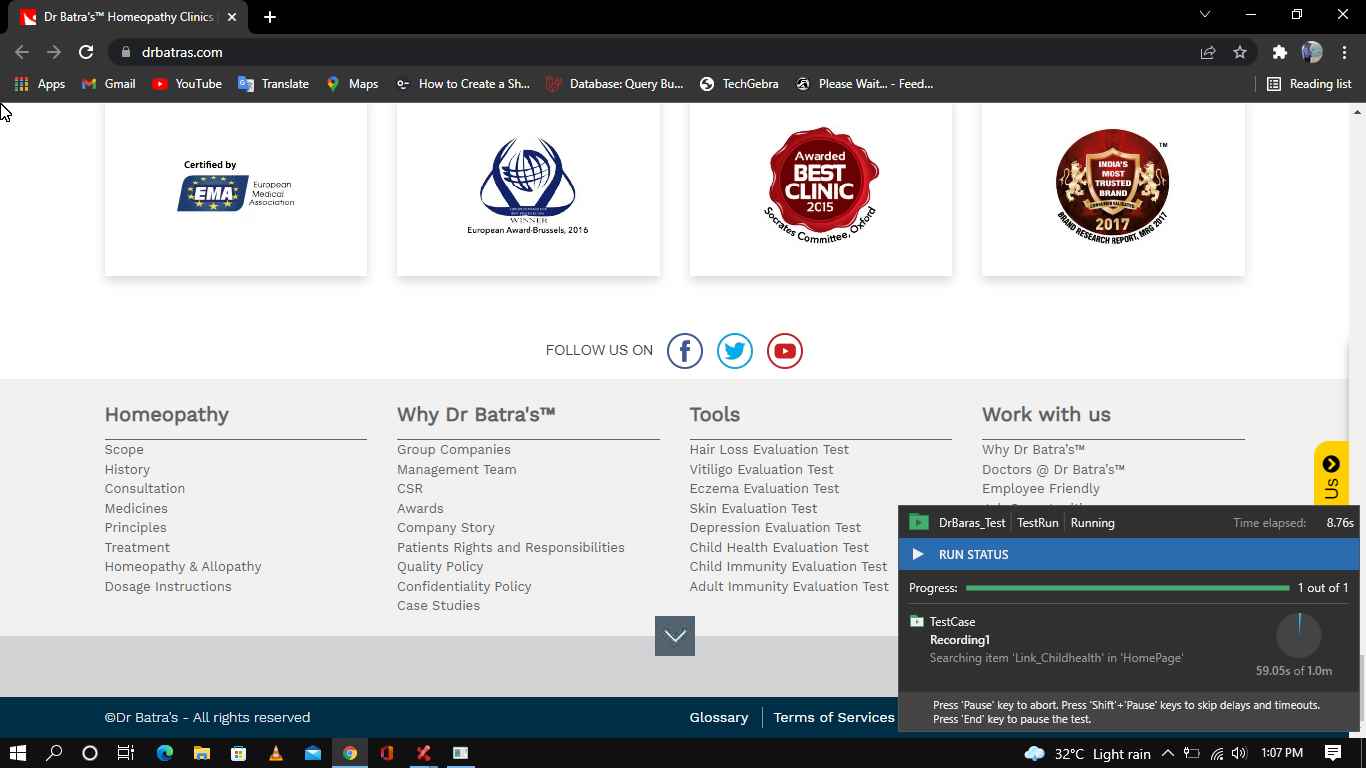 Dr Batra's™ Homeopathy Clinics
drbatras.com
Apps
Gmail
YouTube
Translate
Maps
How to Create a Sh...
Database: Query Bu...
TechGebra
Please Wait... - Feed...
Reading list
Certified by
EMA
European
Medical
Association
WINNER
European Award-Brussels, 2016
Awarded
BEST
CLINIC
2015
Socrates Committee, Oxford
TM
INDIA'S
MOST
TRUSTED
BRAND
2017
BRAND RESEARCH REPORT, MRG 2017
FOLLOW US ON
Homeopathy
Scope
History
Consultation
Medicines
Principles
Treatment
Homeopathy & Allopathy
Dosage Instructions
Why Dr Batra's™
Group Companies
Management Team
CSR
Awards
Company Story
Patients Rights and Responsibilities
Quality Policy
Confidentiality Policy
Case Studies
Tools
Hair Loss Evaluation Test
Vitiligo Evaluation Test
Eczema Evaluation Test
Skin Evaluation Test
Depression Evaluation Test
Child Health Evaluation Test
Child Immunity Evaluation Test
Adult Immunity Evaluation Test
Work with us
Why Dr Batra's™
Doctors @ Dr Batra's™
Employee Friendly
Us
DrBaras_Test TestRun Running Time elapsed: 8.76s
RUN STATUS
Progress: 1 out of 1
TestCase
Recording1
Searching item 'Link_Childhealth' in 'HomePage'
59.05s of 1.0m
Press 'Pause' key to abort. Press 'Shift'+'Pause' keys to skip delays and timeouts.
Press 'End' key to pause the test.
©Dr Batra's - All rights reserved
Glossary
Terms of Services
32°C Light rain
1:07 PM